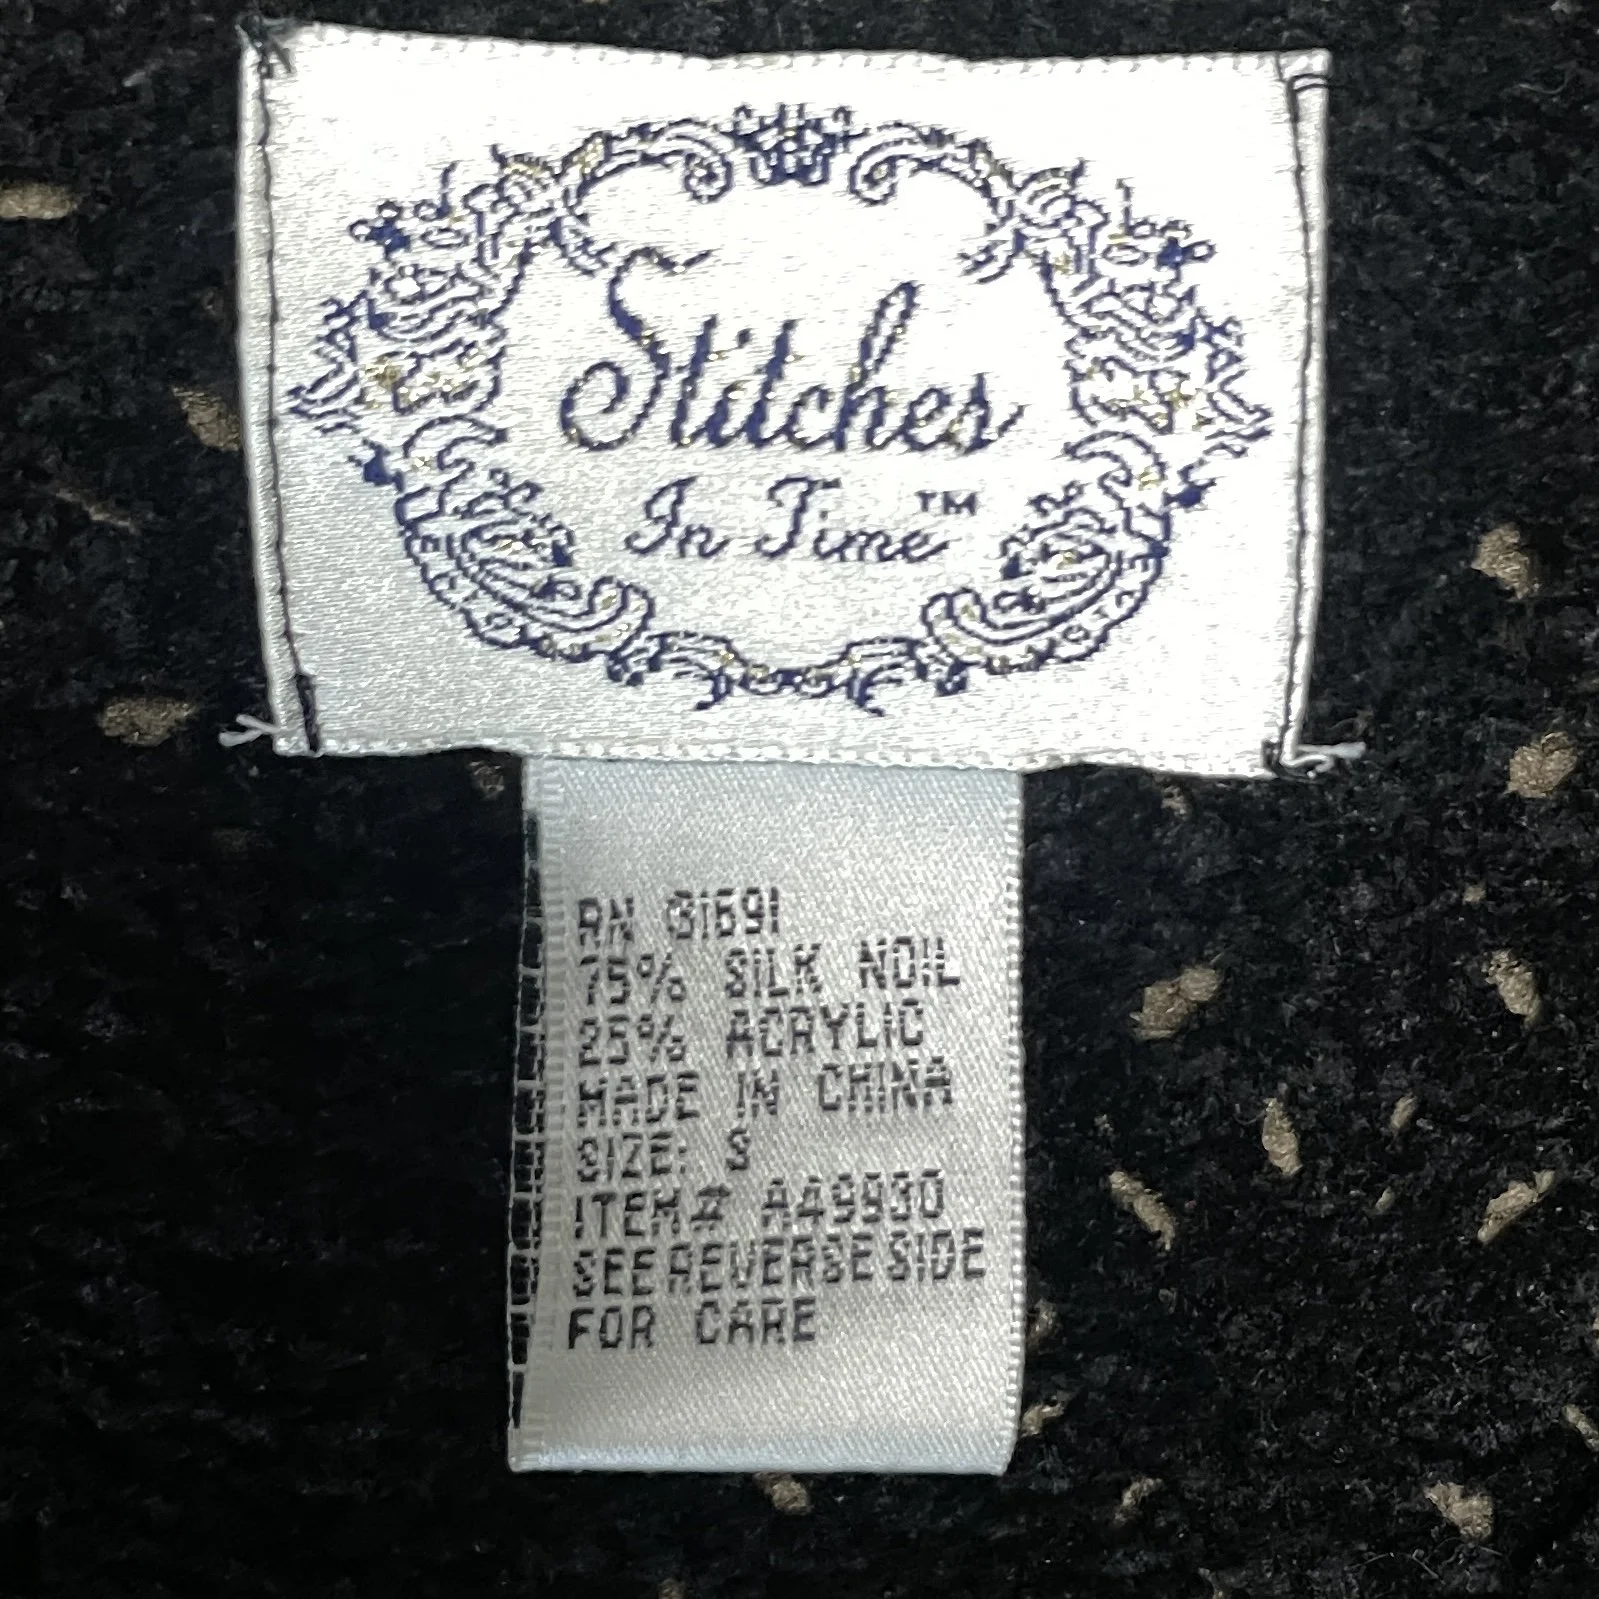 Stitches
In Time™
RN 61691
75% SILK NOIL
25% ACRYLIC
MADE IN CHINA
SIZE: S
ITEM# A49930
SEE REVERSE SIDE
FOR CARE